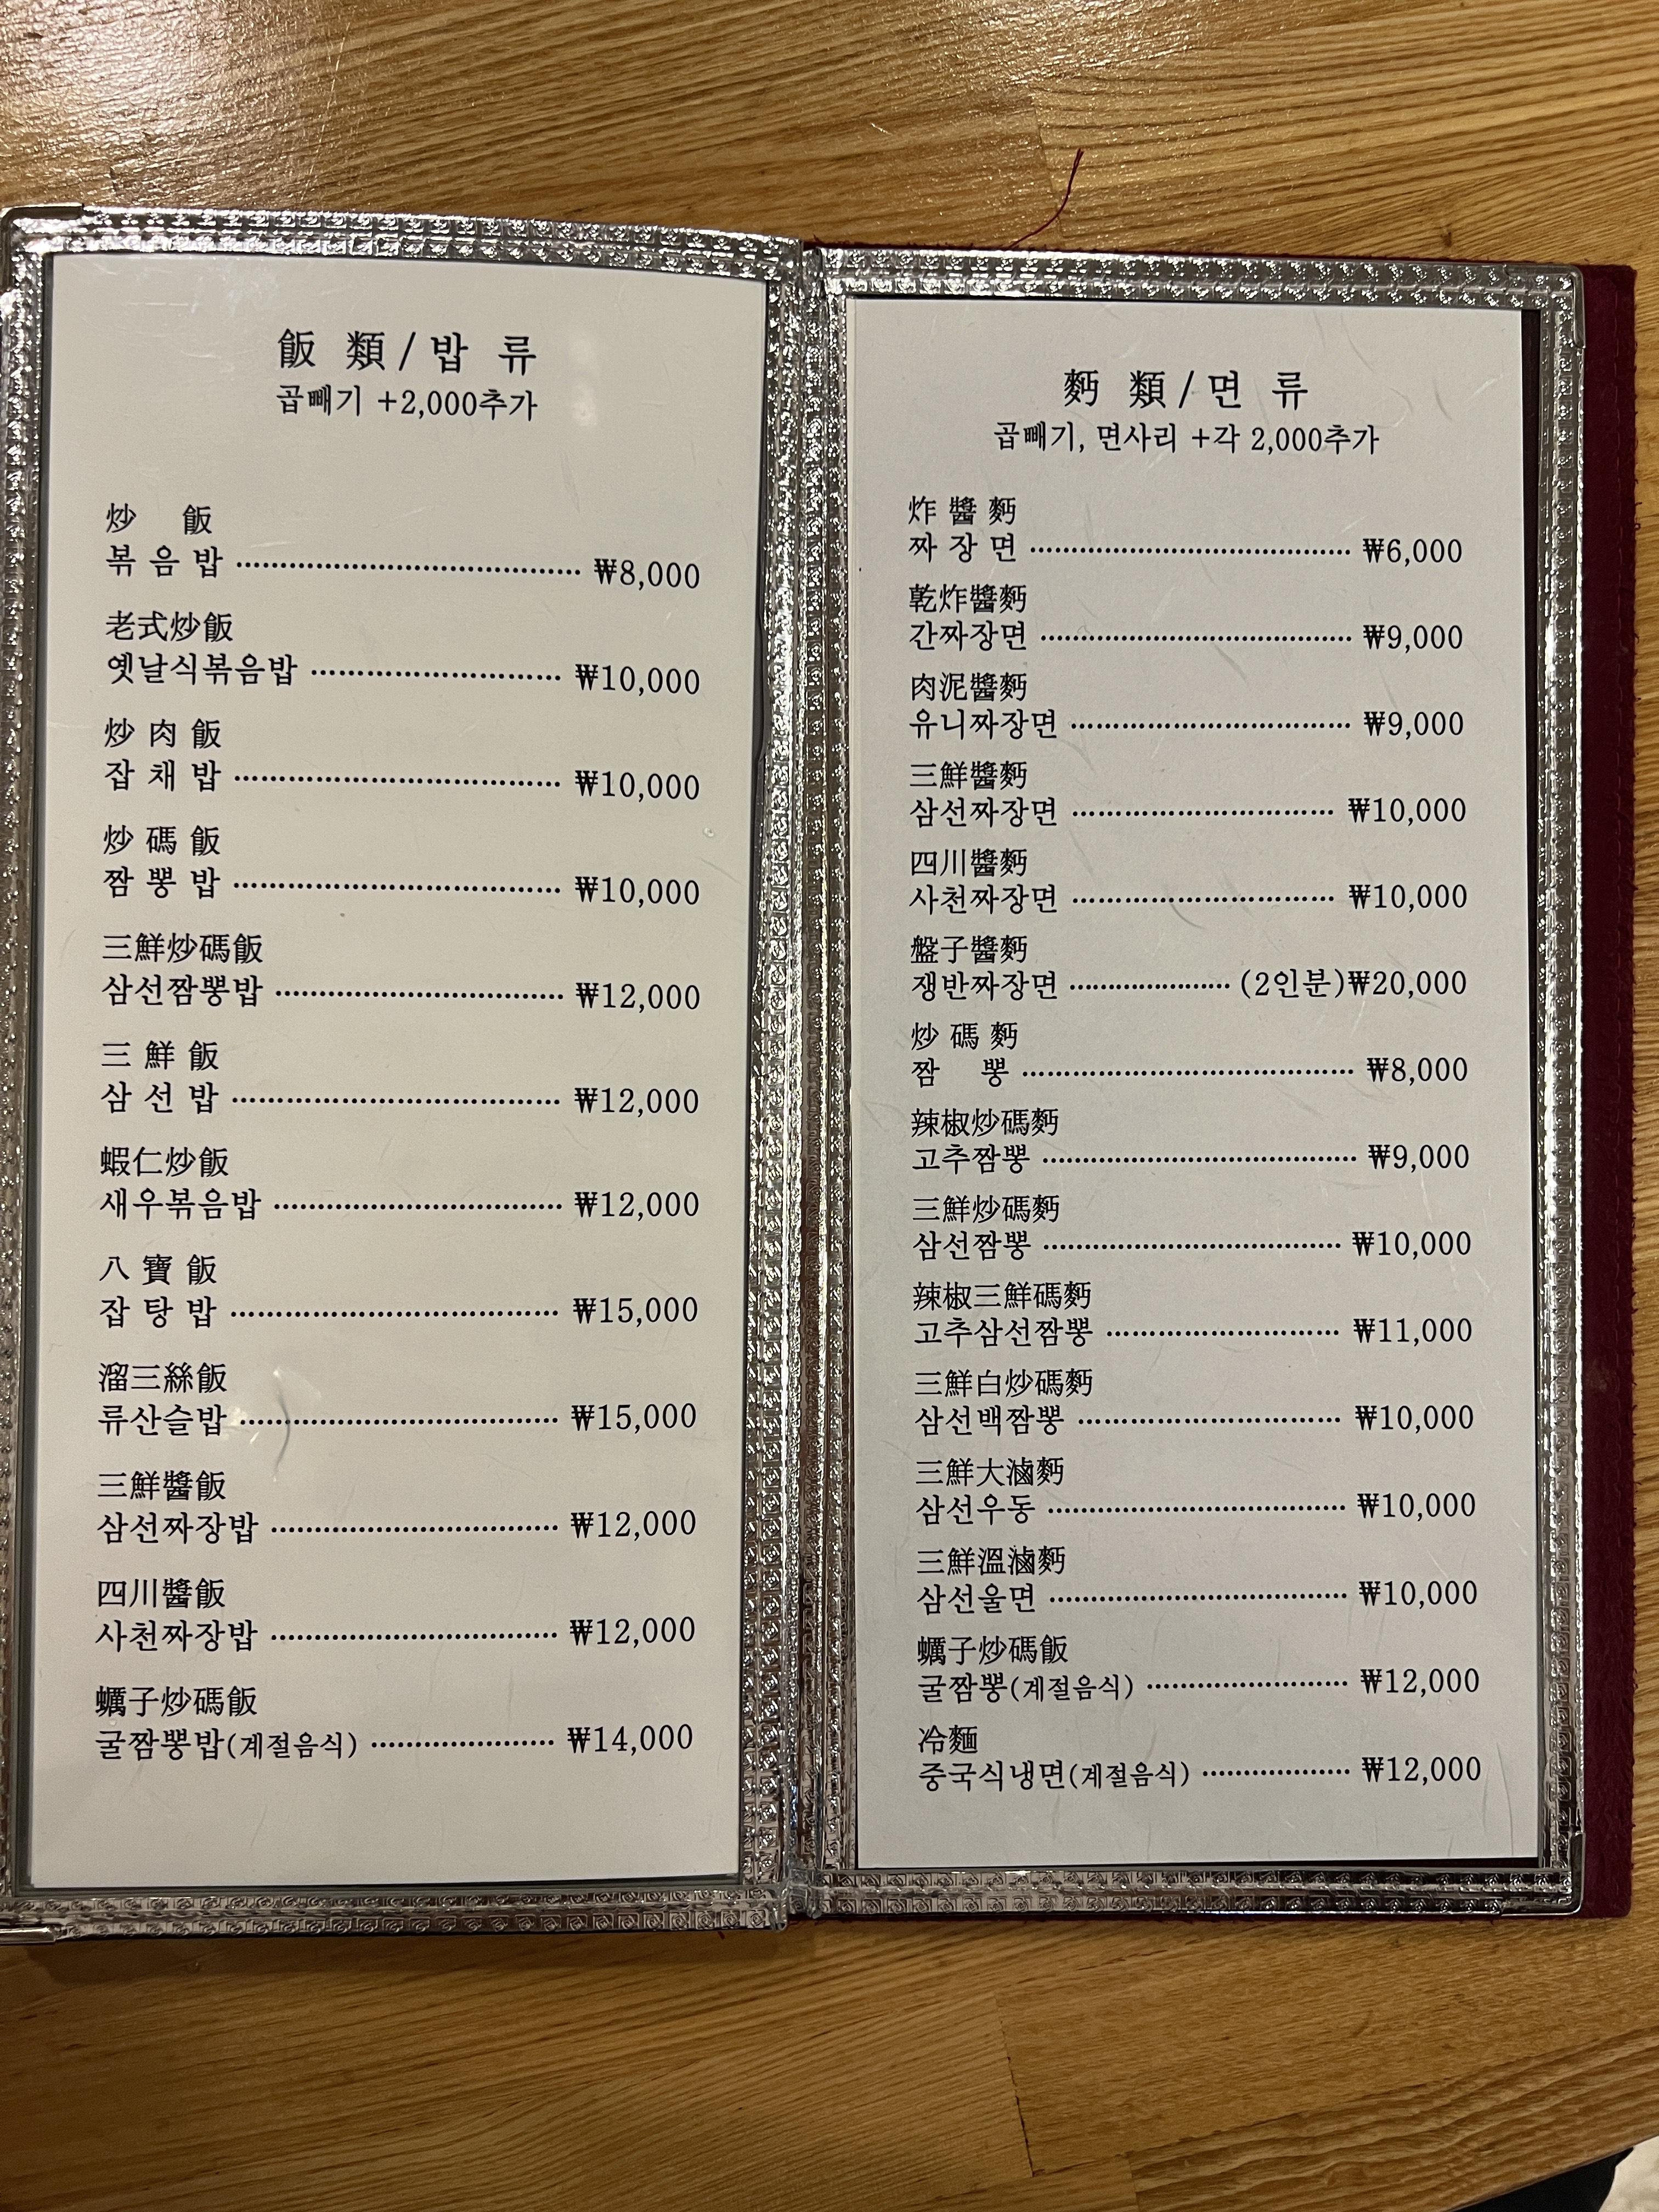 飯 類/밥 류
곱빼기 +2,000추가
炒 飯
볶음밥 ₩8,000
老式炒飯
옛날식볶음밥 ₩10,000
炒肉飯
잡채밥 ₩10,000
炒碼飯
짬뽕밥 ₩10,000
三鮮炒碼飯
삼선짬뽕밥 ₩12,000
三鮮飯
삼선밥 ₩12,000
蝦仁炒飯
새우볶음밥 ₩12,000
八寶飯
잡탕밥 ₩15,000
溜三絲飯
류산슬밥 ₩15,000
三鮮醬飯
삼선짜장밥 ₩12,000
四川醬飯
사천짜장밥 ₩12,000
蠣子炒碼飯
굴짬뽕밥(계절음식) ₩14,000
麪 類/면 류
곱빼기, 면사리 +각 2,000추가
炸醬麪
짜장면 ₩6,000
乾炸醬麪
간짜장면 ₩9,000
肉泥醬麪
유니짜장면 ₩9,000
三鮮醬麪
삼선짜장면 ₩10,000
四川醬麪
사천짜장면 ₩10,000
盤子醬麪
쟁반짜장면 (2인분)₩20,000
炒碼麪
짬 뽕 ₩8,000
辣椒炒碼麪
고추짬뽕 ₩9,000
三鮮炒碼麪
삼선짬뽕 ₩10,000
辣椒三鮮碼麪
고추삼선짬뽕 ₩11,000
三鮮白炒碼麪
삼선백짬뽕 ₩10,000
三鮮大滷麪
삼선우동 ₩10,000
三鮮溫滷麪
삼선울면 ₩10,000
蠣子炒碼飯
굴짬뽕(계절음식) ₩12,000
冷麵
중국식냉면(계절음식) ₩12,000